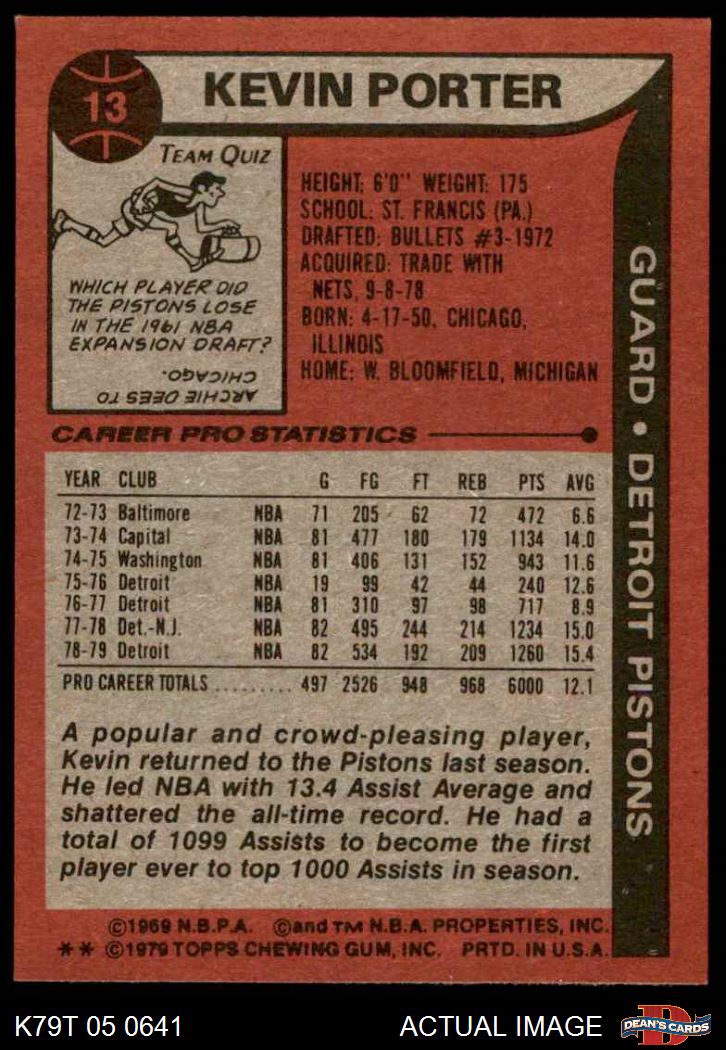 13
KEVIN PORTER
TEAM QUIZ
WHICH PLAYER DID
THE PISTONS LOSE
IN THE 1961 NBA
EXPANSION DRAFT?
ARCHIE DEES TO
CHICAGO.
HEIGHT: 6'0" WEIGHT: 175
SCHOOL: ST. FRANCIS (PA.)
DRAFTED: BULLETS #3-1972
ACQUIRED: TRADE WITH
NETS, 9-8-78
BORN: 4-17-50, CHICAGO,
ILLINOIS
HOME: W. BLOOMFIELD, MICHIGAN
GUARD • DETROIT PISTONS
CAREER PRO STATISTICS
YEAR CLUB G FG FT REB PTS AVG
72-73 Baltimore NBA 71 205 62 72 472 6.6
73-74 Capital NBA 81 477 180 179 1134 14.0
74-75 Washington NBA 81 406 131 152 943 11.6
75-76 Detroit NBA 19 99 42 44 240 12.6
76-77 Detroit NBA 81 310 97 98 717 8.9
77-78 Det.-N.J. NBA 82 495 244 214 1234 15.0
78-79 Detroit NBA 82 534 192 209 1260 15.4
PRO CAREER TOTALS ......... 497 2526 948 968 6000 12.1
A popular and crowd-pleasing player,
Kevin returned to the Pistons last season.
He led NBA with 13.4 Assist Average and
shattered the all-time record. He had a
total of 1099 Assists to become the first
player ever to top 1000 Assists in season.
©1969 N.B.P.A. ©and TM N.B.A. PROPERTIES, INC.
** ©1979 TOPPS CHEWING GUM, INC. PRTD. IN U.S.A.
K79T 05 0641 ACTUAL IMAGE
DEAN'S CARDS